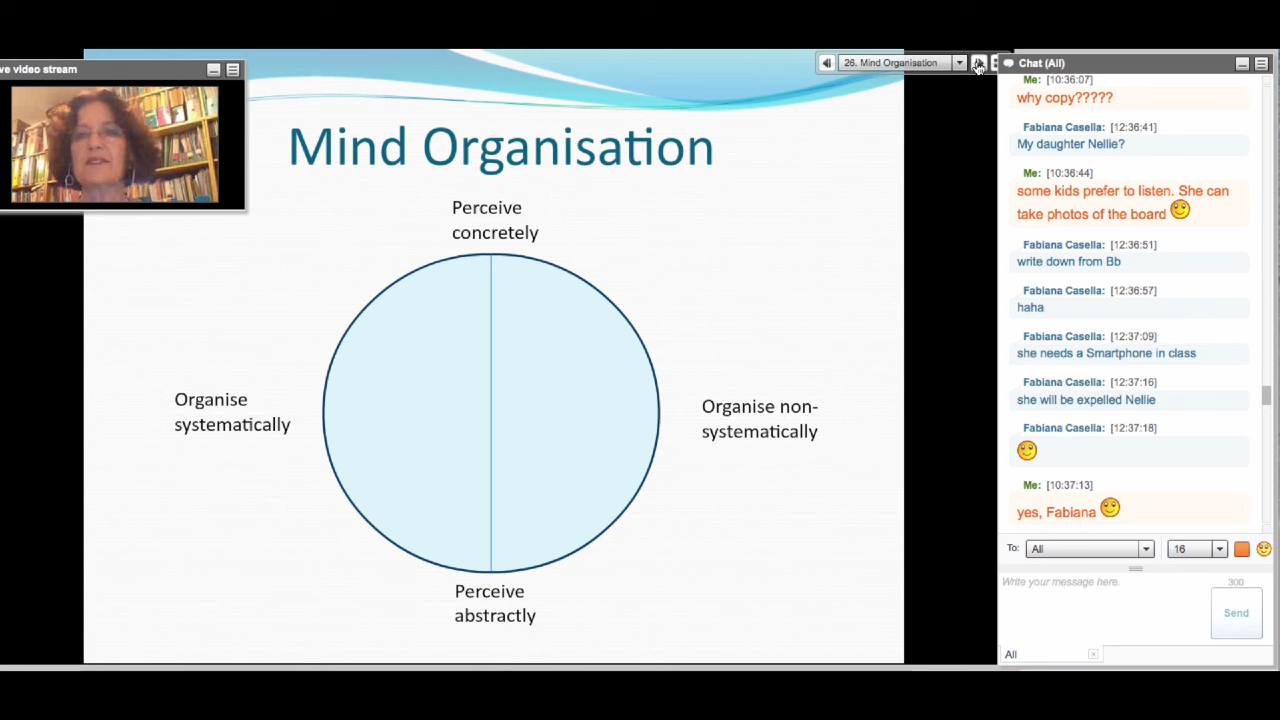 ve video stream
26. Mind Organisation
Mind Organisation
Perceive
concretely
Organise
systematically
Organise non-
systematically
Perceive
abstractly
Chat (All)
Me: [10:36:07]
why copy?????
Fabiana Casella: [12:36:41]
My daughter Nellie?
Me: [10:36:44]
some kids prefer to listen. She can
take photos of the board
Fabiana Casella: [12:36:51]
write down from Bb
Fabiana Casella: [12:36:57]
haha
Fabiana Casella: [12:37:09]
she needs a Smartphone in class
Fabiana Casella: [12:37:16]
she will be expelled Nellie
Fabiana Casella: [12:37:18]
Me: [10:37:13]
yes, Fabiana
To: All 16
Write your message here. 300
Send
All